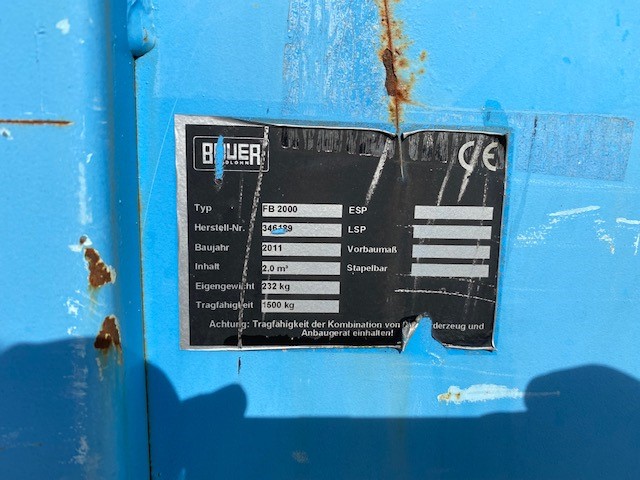 BAUER
CE
Typ FB 2000 ESP
Herstell-Nr. 346189 LSP
Baujahr 2011 Vorbaumaß
Inhalt 2,0 m³ Stapelbar
Eigengewicht 232 kg
Tragfähigkeit 1500 kg
Achtung: Tragfähigkeit der Kombination von und
Anbaugerät einhalten!